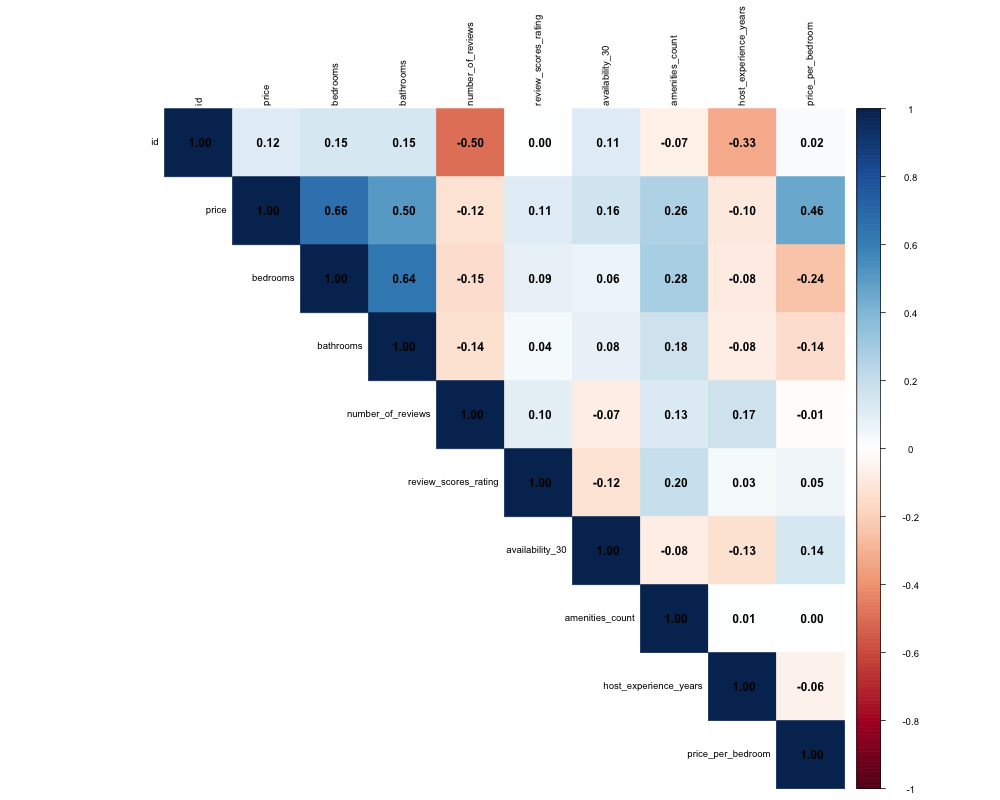 id
price
bedrooms
bathrooms
number_of_reviews
review_scores_rating
availability_30
amenities_count
host_experience_years
price_per_bedroom
id 1.00 0.12 0.15 0.15 -0.50 0.00 0.11 -0.07 -0.33 0.02
price 1.00 0.66 0.50 -0.12 0.11 0.16 0.26 -0.10 0.46
bedrooms 1.00 0.64 -0.15 0.09 0.06 0.28 -0.08 -0.24
bathrooms 1.00 -0.14 0.04 0.08 0.18 -0.08 -0.14
number_of_reviews 1.00 0.10 -0.07 0.13 0.17 -0.01
review_scores_rating 1.00 -0.12 0.20 0.03 0.05
availability_30 1.00 -0.08 -0.13 0.14
amenities_count 1.00 0.01 0.00
host_experience_years 1.00 -0.06
price_per_bedroom 1.00
1
0.8
0.6
0.4
0.2
0
-0.2
-0.4
-0.6
-0.8
-1